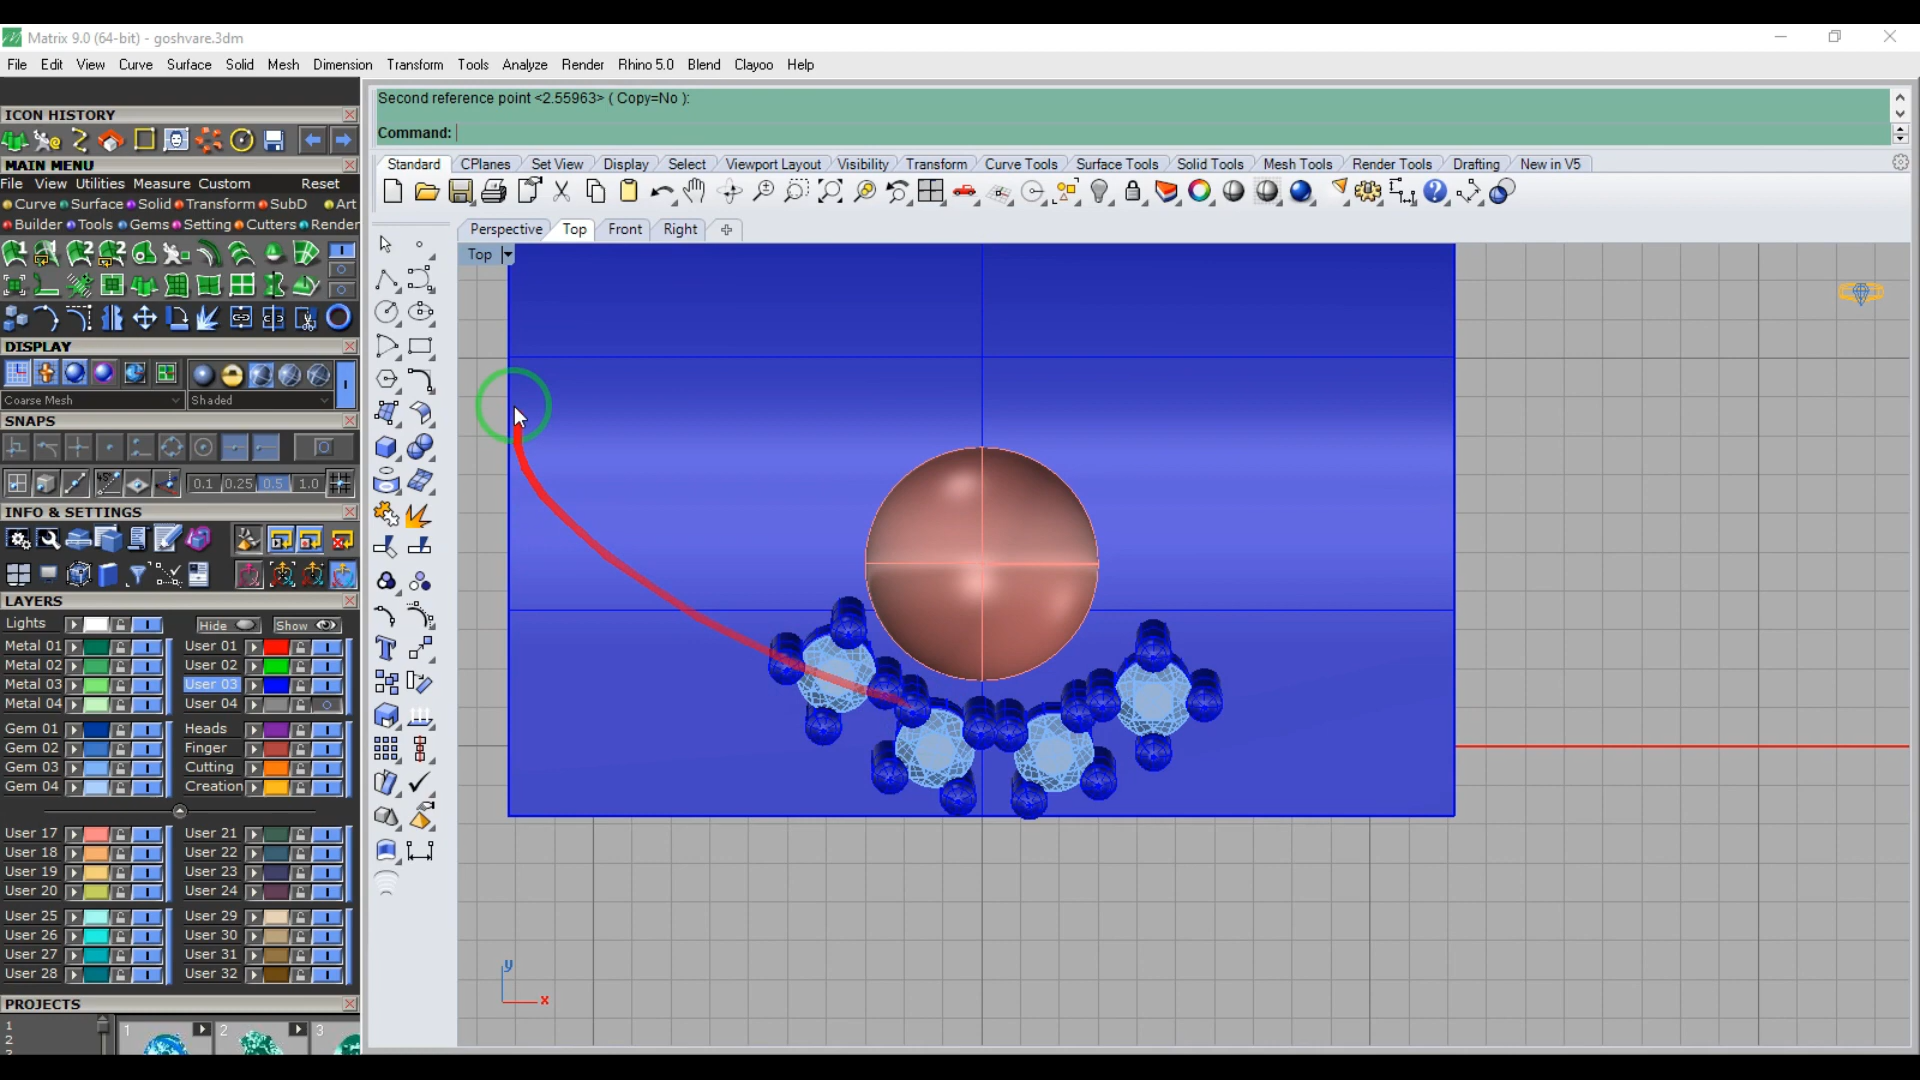 Matrix 9.0 (64-bit) - goshvare.3dm
File Edit View Curve Surface Solid Mesh Dimension Transform Tools Analyze Render Rhino 5.0 Blend Clayoo Help
ICON HISTORY
Second reference point <2.55963> ( Copy=No ):
Command:
MAIN MENU
File View Utilities Measure Custom Reset
Curve Surface Solid Transform SubD Art
Builder Tools Gems Setting Cutters Render
Standard CPlanes Set View Display Select Viewport Layout Visibility Transform Curve Tools Surface Tools Solid Tools Mesh Tools Render Tools Drafting New in V5
Perspective Top Front Right
Top
DISPLAY
Coarse Mesh Shaded
SNAPS
0.1 0.25 0.5 1.0
INFO & SETTINGS
LAYERS
Lights Hide Show
Metal 01 User 01
Metal 02 User 02
Metal 03 User 03
Metal 04 User 04
Gem 01 Heads
Gem 02 Finger
Gem 03 Cutting
Gem 04 Creation
User 17 User 21
User 18 User 22
User 19 User 23
User 20 User 24
User 25 User 29
User 26 User 30
User 27 User 31
User 28 User 32
PROJECTS
1
2
1 2 3
y
x